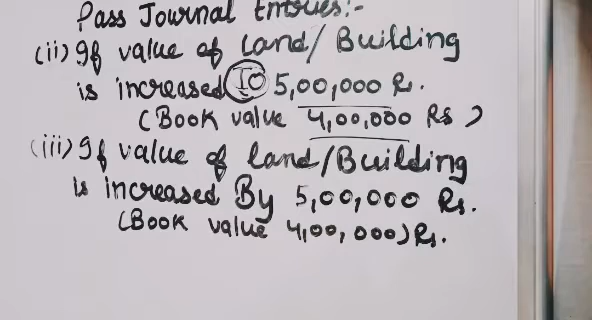 Pass Journal Entries:-
(ii) If value of Land/Building
is increased TO 5,00,000 Rs.
(Book value 4,00,000 Rs)
(iii) If value of land/Building
is increased By 5,00,000 Rs.
(Book value 4,00,000) Rs.